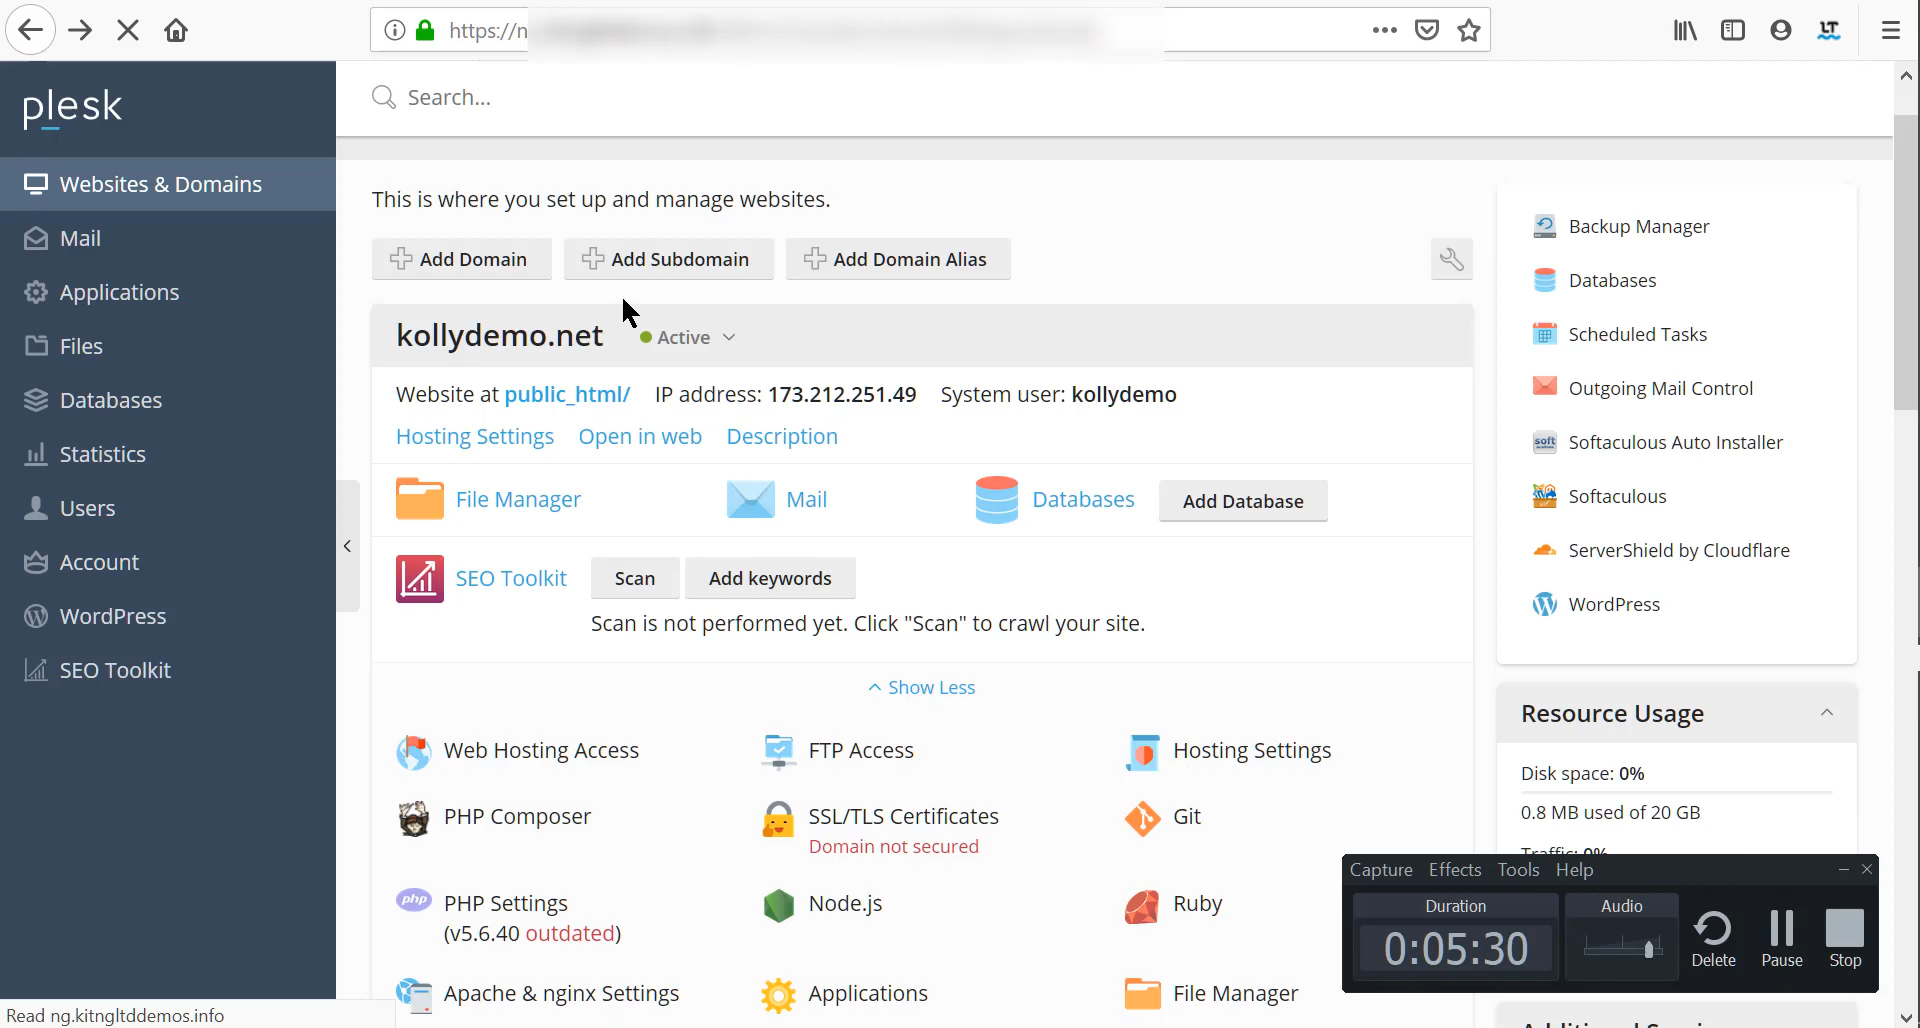 https://n
Search...
plesk
Websites & Domains
Mail
Applications
Files
Databases
Statistics
Users
Account
WordPress
SEO Toolkit
This is where you set up and manage websites.
Add Domain
Add Subdomain
Add Domain Alias
kollydemo.net Active
Website at public_html/ IP address: 173.212.251.49 System user: kollydemo
Hosting Settings Open in web Description
File Manager
Mail
Databases
Add Database
SEO Toolkit
Scan
Add keywords
Scan is not performed yet. Click "Scan" to crawl your site.
Show Less
Web Hosting Access
FTP Access
Hosting Settings
PHP Composer
SSL/TLS Certificates
Domain not secured
Git
php
PHP Settings
(v5.6.40 outdated)
Node.js
Ruby
Apache & nginx Settings
Applications
File Manager
Backup Manager
Databases
Scheduled Tasks
Outgoing Mail Control
soft
Softaculous Auto Installer
Softaculous
ServerShield by Cloudflare
WordPress
Resource Usage
Disk space: 0%
0.8 MB used of 20 GB
Traffic: 0%
Capture Effects Tools Help
Duration
0:05:30
Audio
Delete
Pause
Stop
Read ng.kitngltddemos.info
LT